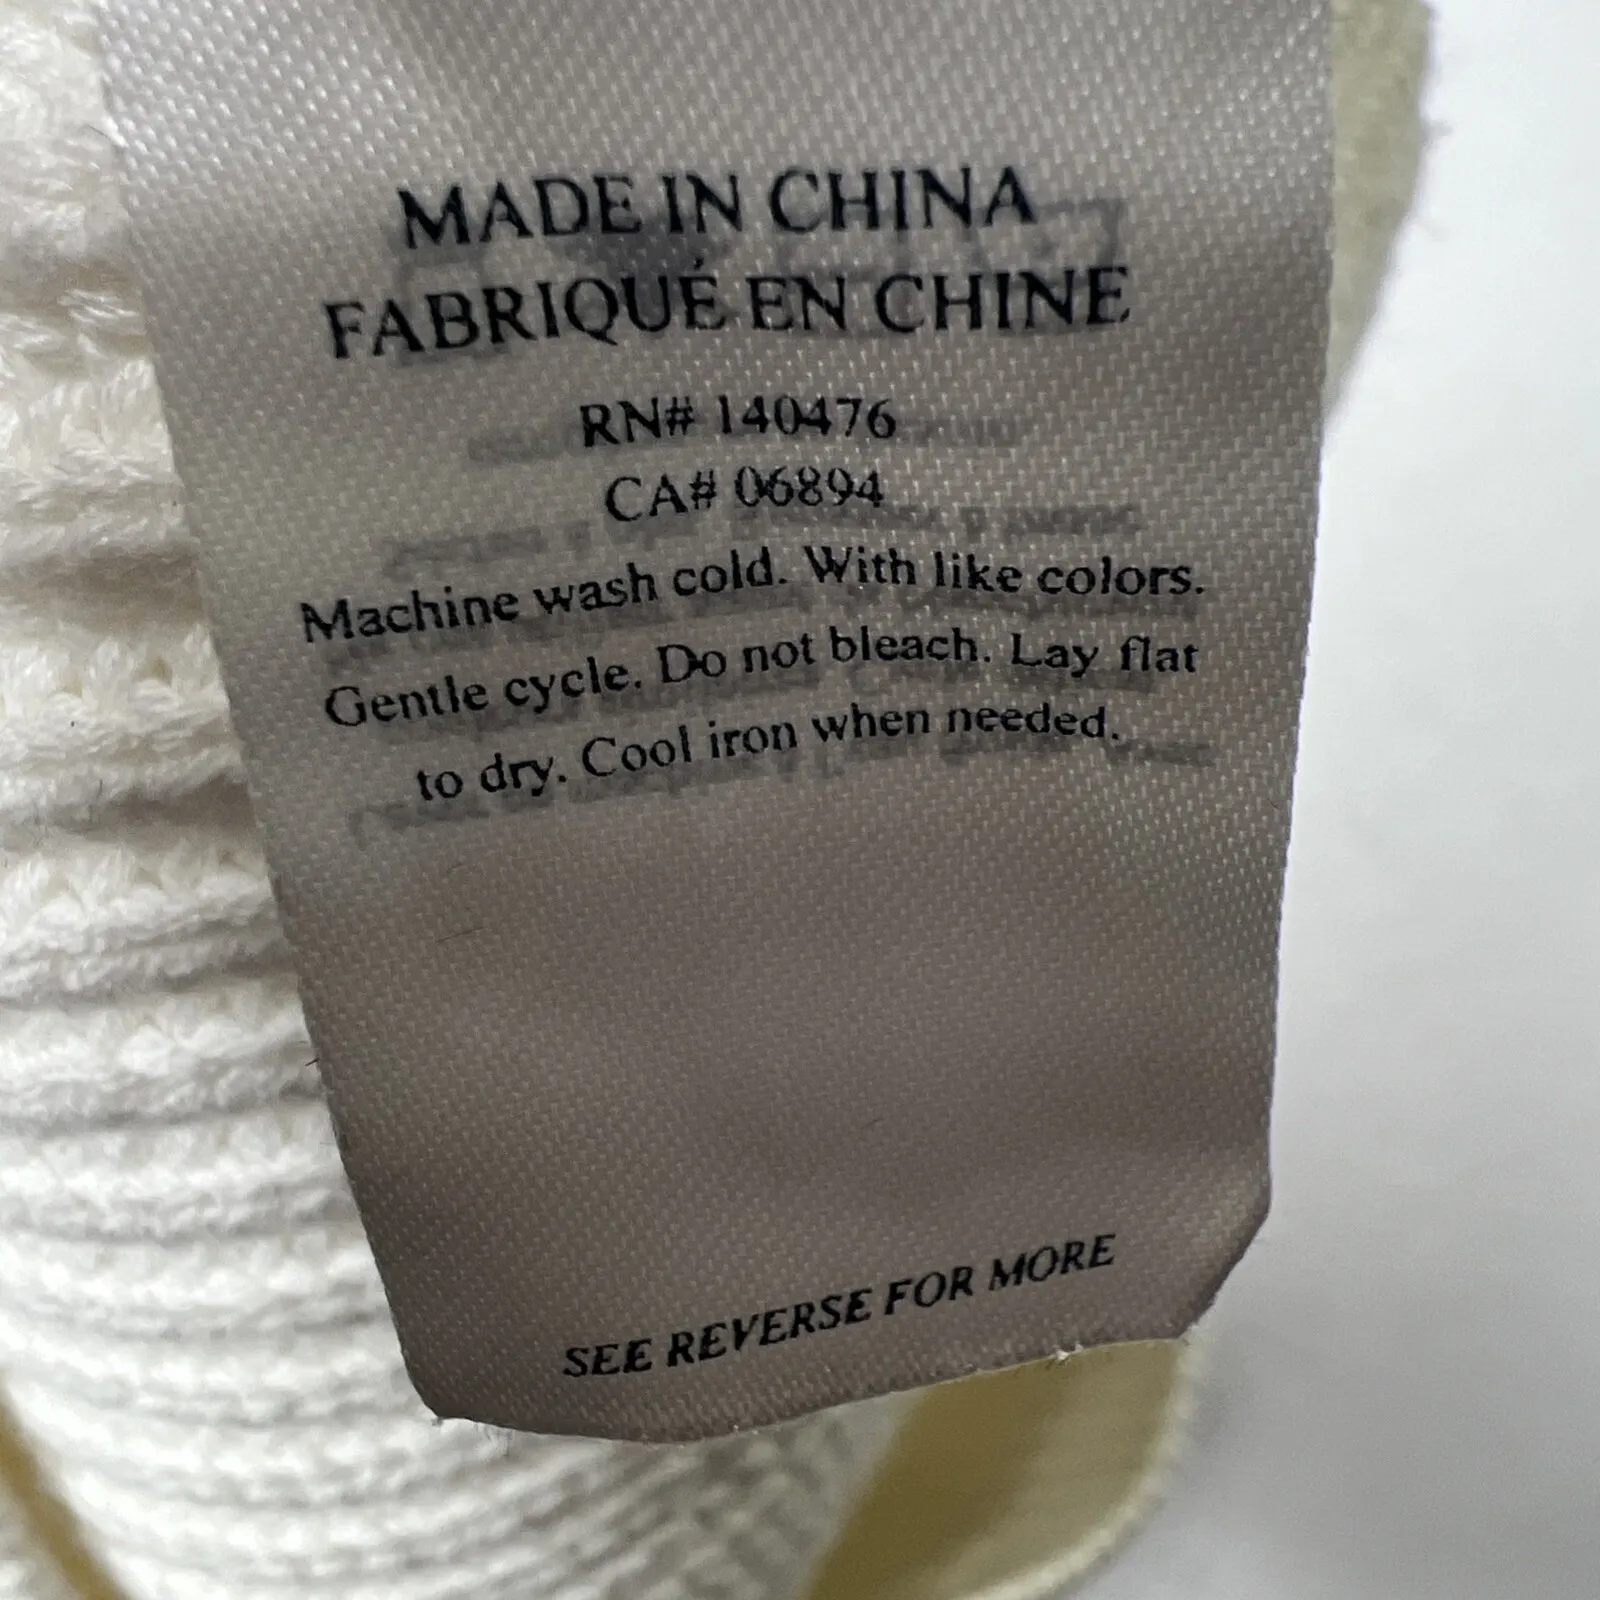 MADE IN CHINA
FABRIQUÉ EN CHINE
RN# 140476
CA# 06894
Machine wash cold. With like colors.
Gentle cycle. Do not bleach. Lay flat
to dry. Cool iron when needed.
SEE REVERSE FOR MORE